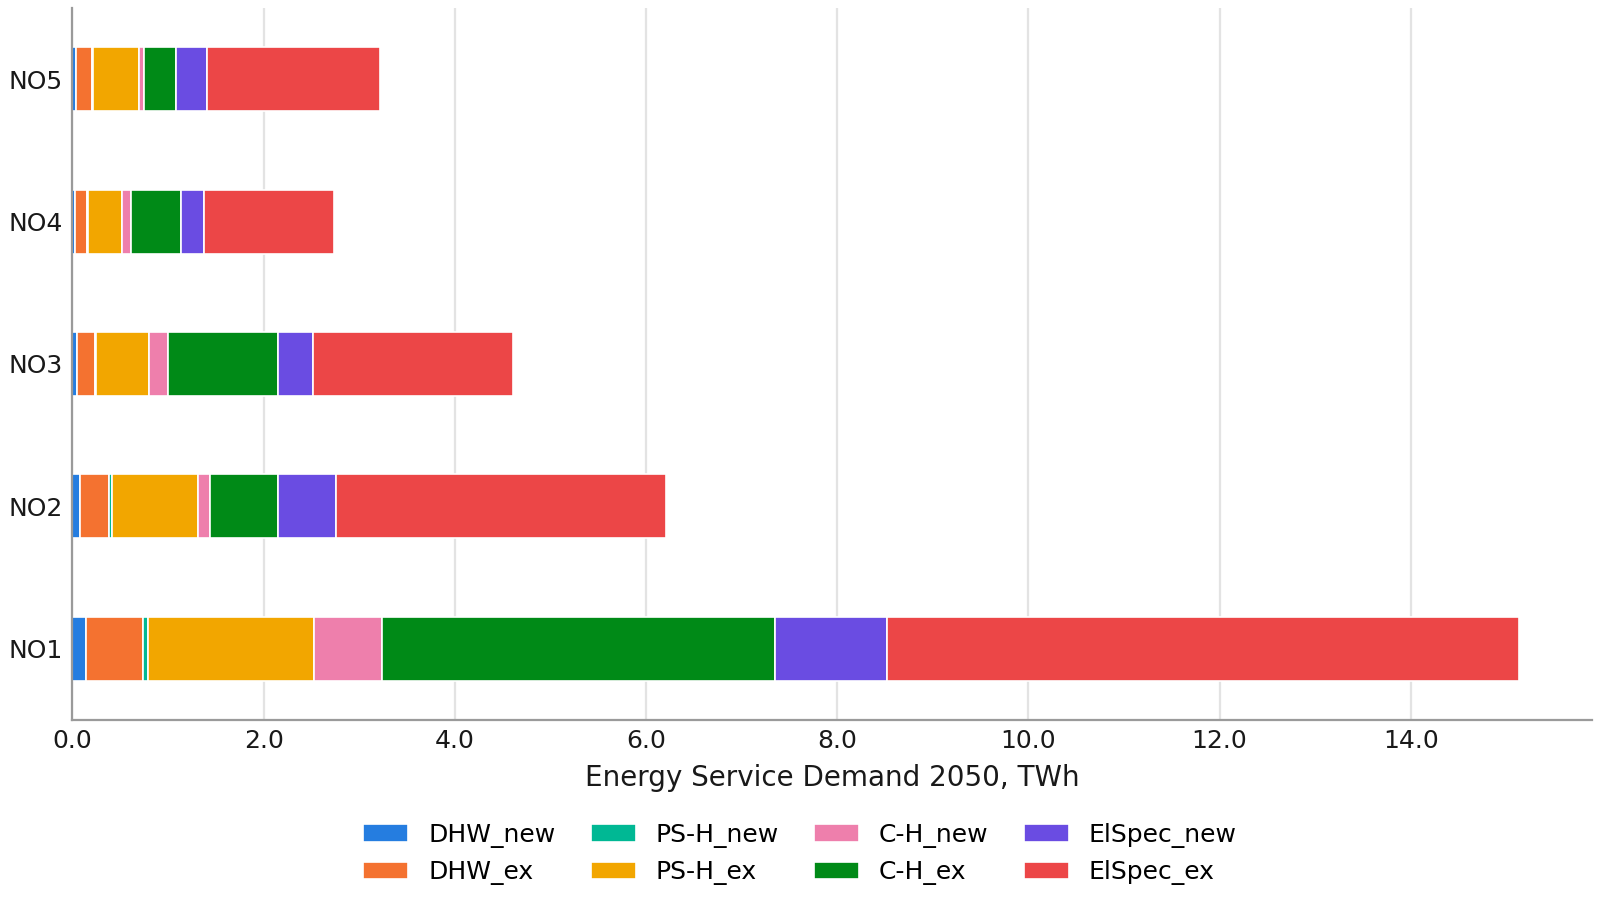 NO5
NO4
NO3
NO2
NO1
0.0 2.0 4.0 6.0 8.0 10.0 12.0 14.0
Energy Service Demand 2050, TWh
DHW_new PS-H_new C-H_new ElSpec_new
DHW_ex PS-H_ex C-H_ex ElSpec_ex